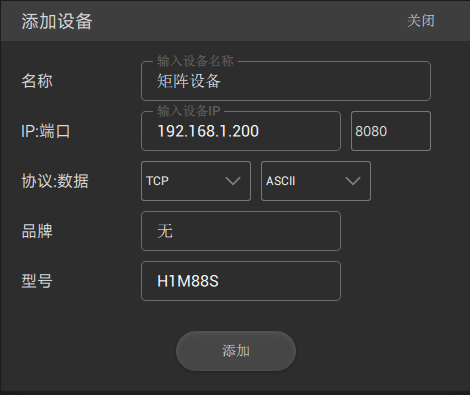 添加设备 关闭
输入设备名称
名称 矩阵设备
输入设备IP
IP:端口 192.168.1.200 8080
协议:数据 TCP ASCII
品牌 无
型号 H1M88S
添加